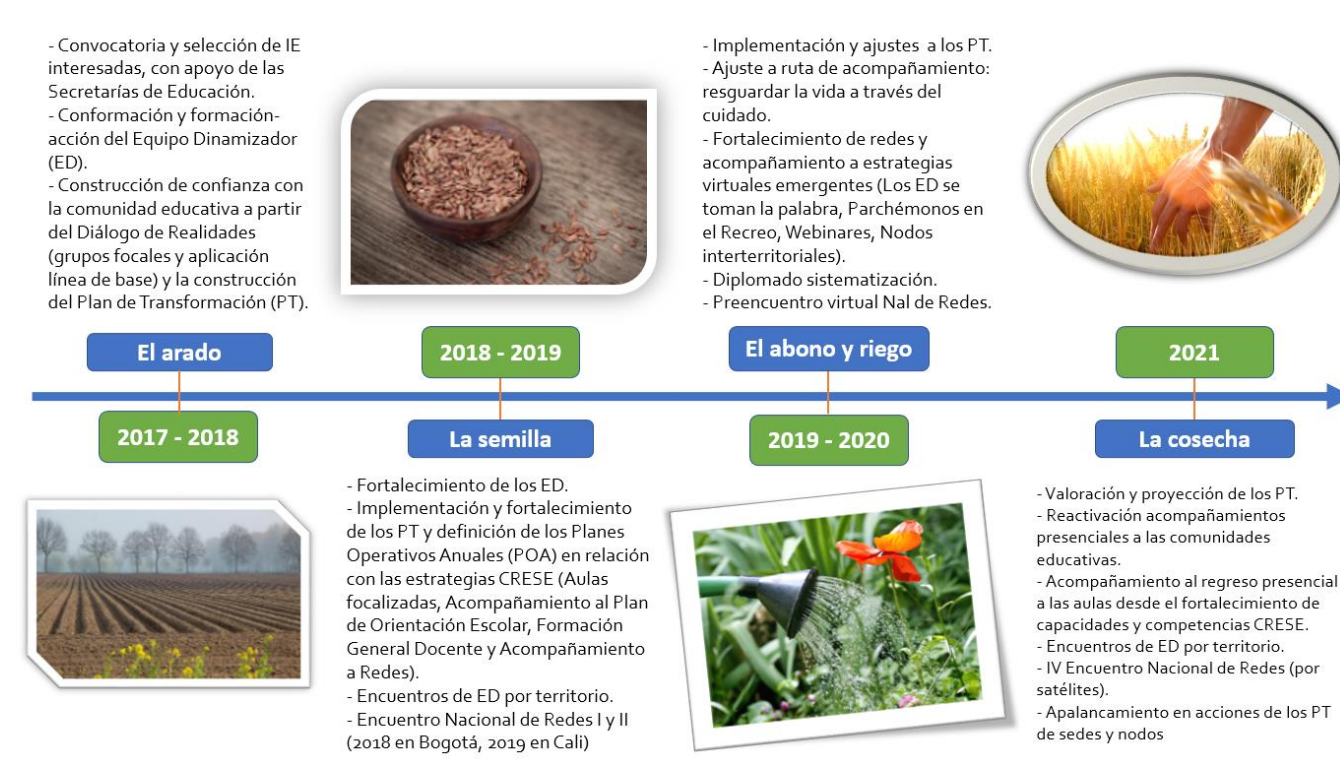 - Convocatoria y selección de IE
interesadas, con apoyo de las
Secretarías de Educación.
- Conformación y formación-
acción del Equipo Dinamizador
(ED).
- Construcción de confianza con
la comunidad educativa a partir
del Diálogo de Realidades
(grupos focales y aplicación
línea de base) y la construcción
del Plan de Transformación (PT).
El arado
2017 - 2018
2018 - 2019
La semilla
- Fortalecimiento de los ED.
- Implementación y fortalecimiento
de los PT y definición de los Planes
Operativos Anuales (POA) en relación
con las estrategias CRESE (Aulas
focalizadas, Acompañamiento al Plan
de Orientación Escolar, Formación
General Docente y Acompañamiento
a Redes).
- Encuentros de ED por territorio.
- Encuentro Nacional de Redes I y II
(2018 en Bogotá, 2019 en Cali)
- Implementación y ajustes  a los PT.
- Ajuste a ruta de acompañamiento:
resguardar la vida a través del
cuidado.
- Fortalecimiento de redes y
acompañamiento a estrategias
virtuales emergentes (Los ED se
toman la palabra, Parchémonos en
el Recreo, Webinares, Nodos
interterritoriales).
- Diplomado sistematización.
- Preencuentro virtual Nal de Redes.
El abono y riego
2019 - 2020
2021
La cosecha
- Valoración y proyección de los PT.
- Reactivación acompañamientos
presenciales a las comunidades
educativas.
- Acompañamiento al regreso presencial
a las aulas desde el fortalecimiento de
capacidades y competencias CRESE.
- Encuentros de ED por territorio.
- IV Encuentro Nacional de Redes (por
satélites).
- Apalancamiento en acciones de los PT
de sedes y nodos